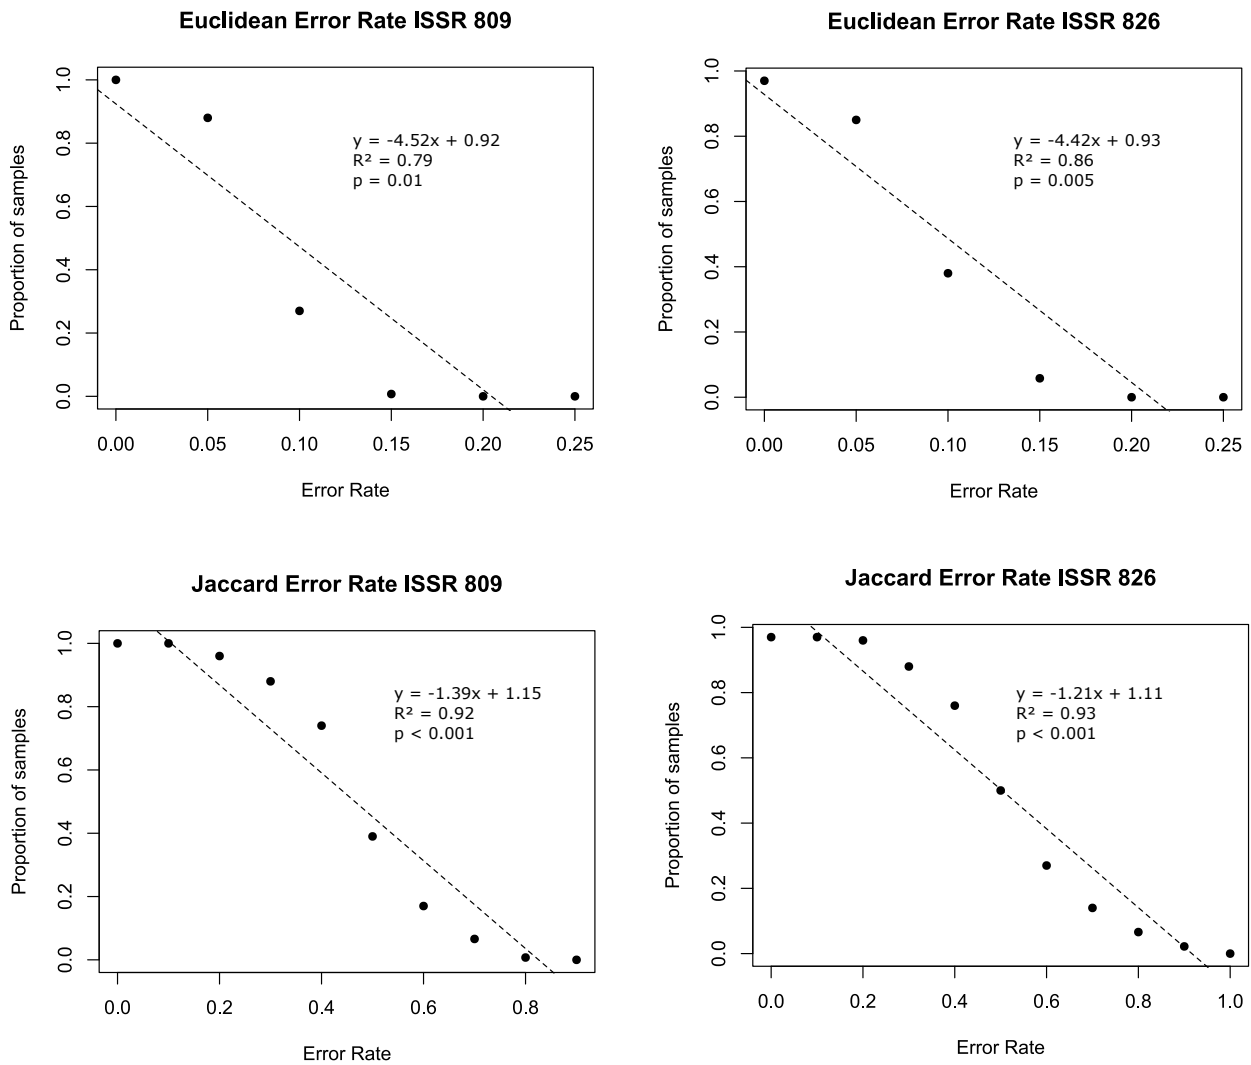 Euclidean Error Rate ISSR 809
1.0
0.8
0.6
0.4
0.2
0.0
Proportion of samples
y = -4.52x + 0.92
R² = 0.79
p = 0.01
0.00 0.05 0.10 0.15 0.20 0.25
Error Rate
Euclidean Error Rate ISSR 826
1.0
0.8
0.6
0.4
0.2
0.0
Proportion of samples
y = -4.42x + 0.93
R² = 0.86
p = 0.005
0.00 0.05 0.10 0.15 0.20 0.25
Error Rate
Jaccard Error Rate ISSR 809
1.0
0.8
0.6
0.4
0.2
0.0
Proportion of samples
y = -1.39x + 1.15
R² = 0.92
p < 0.001
0.0 0.2 0.4 0.6 0.8
Error Rate
Jaccard Error Rate ISSR 826
1.0
0.8
0.6
0.4
0.2
0.0
Proportion of samples
y = -1.21x + 1.11
R² = 0.93
p < 0.001
0.0 0.2 0.4 0.6 0.8 1.0
Error Rate